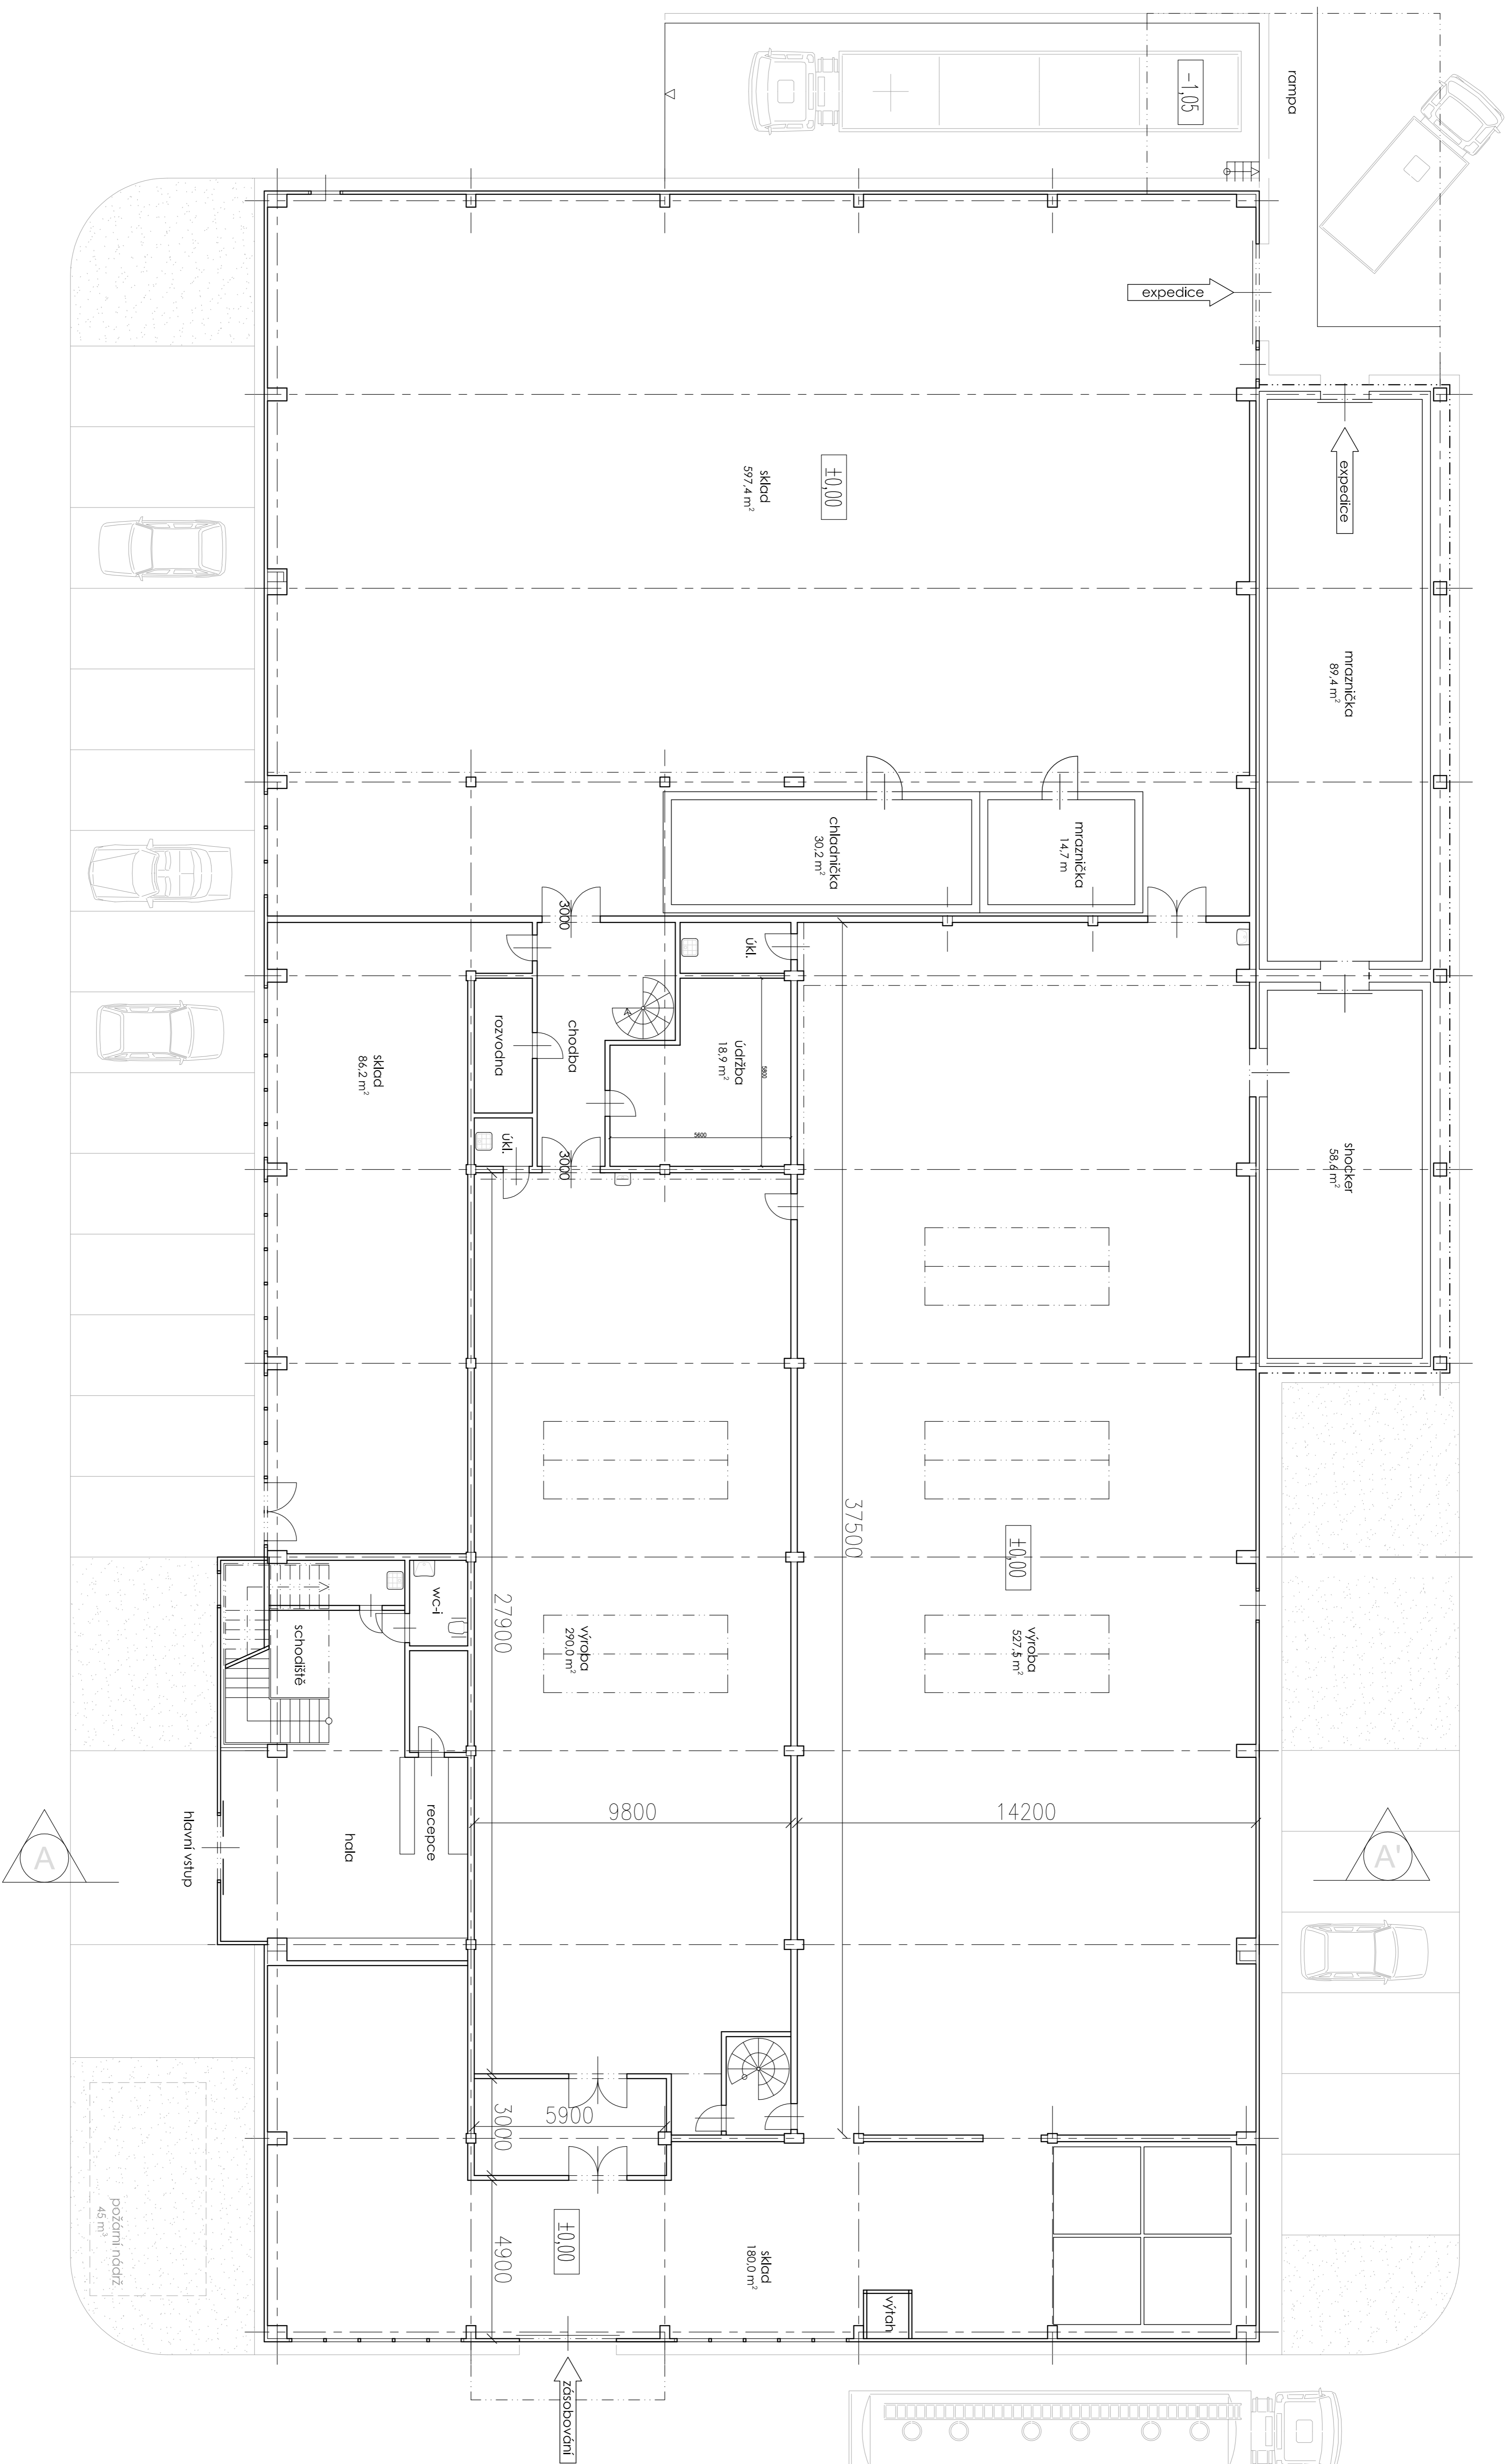 rampa
-1,05
expedice
expedice
sklad
597,4 m²
±0,00
mraznička
89,4 m²
chladnička
30,2 m²
mraznička
14,7 m
3000
úkl.
rozvodna
chodba
údržba
18,9 m²
5800
5600
sklad
86,2 m²
úkl.
3000
shocker
58,6 m²
37500
±0,00
27900
výroba
290,0 m²
výroba
527,5 m²
wc-i
schodiště
9800
14200
recepce
hala
hlavní vstup
A
A'
5900
3000
4900
±0,00
sklad
180,0 m²
výtah
požární nádrž
45 m³
zásobování